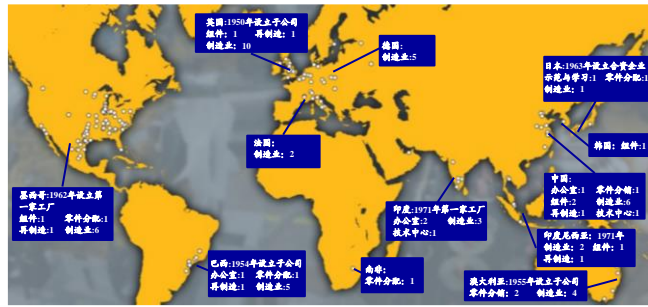 英国:1950年设立子公司
组件：1 再制造：1
制造业：10
德国:
制造业:5
日本:1963年设立合资企业
示范与学习:1 零件分配:1
制造业：1
法国:
制造业：2
韩国：组件:1
墨西哥:1962年设立第
一家工厂
组件:1 零件分配:1
再制造:1 制造业:6
印度:1971年第一家工厂
办公室:2 制造业:3
技术中心:1
中国:
办公室:1 零件分销:1
组件:2 制造业:6
再制造:1 技术中心:1
印度尼西亚：1971年
制造业：2 组件：1
再制造：1
巴西:1954年设立子公司
办公室:1 零件分配:1
再制造:1 制造业:5
南非:
零件分配：1
澳大利亚:1955年设立子公司
零件分销：2 制造业：4